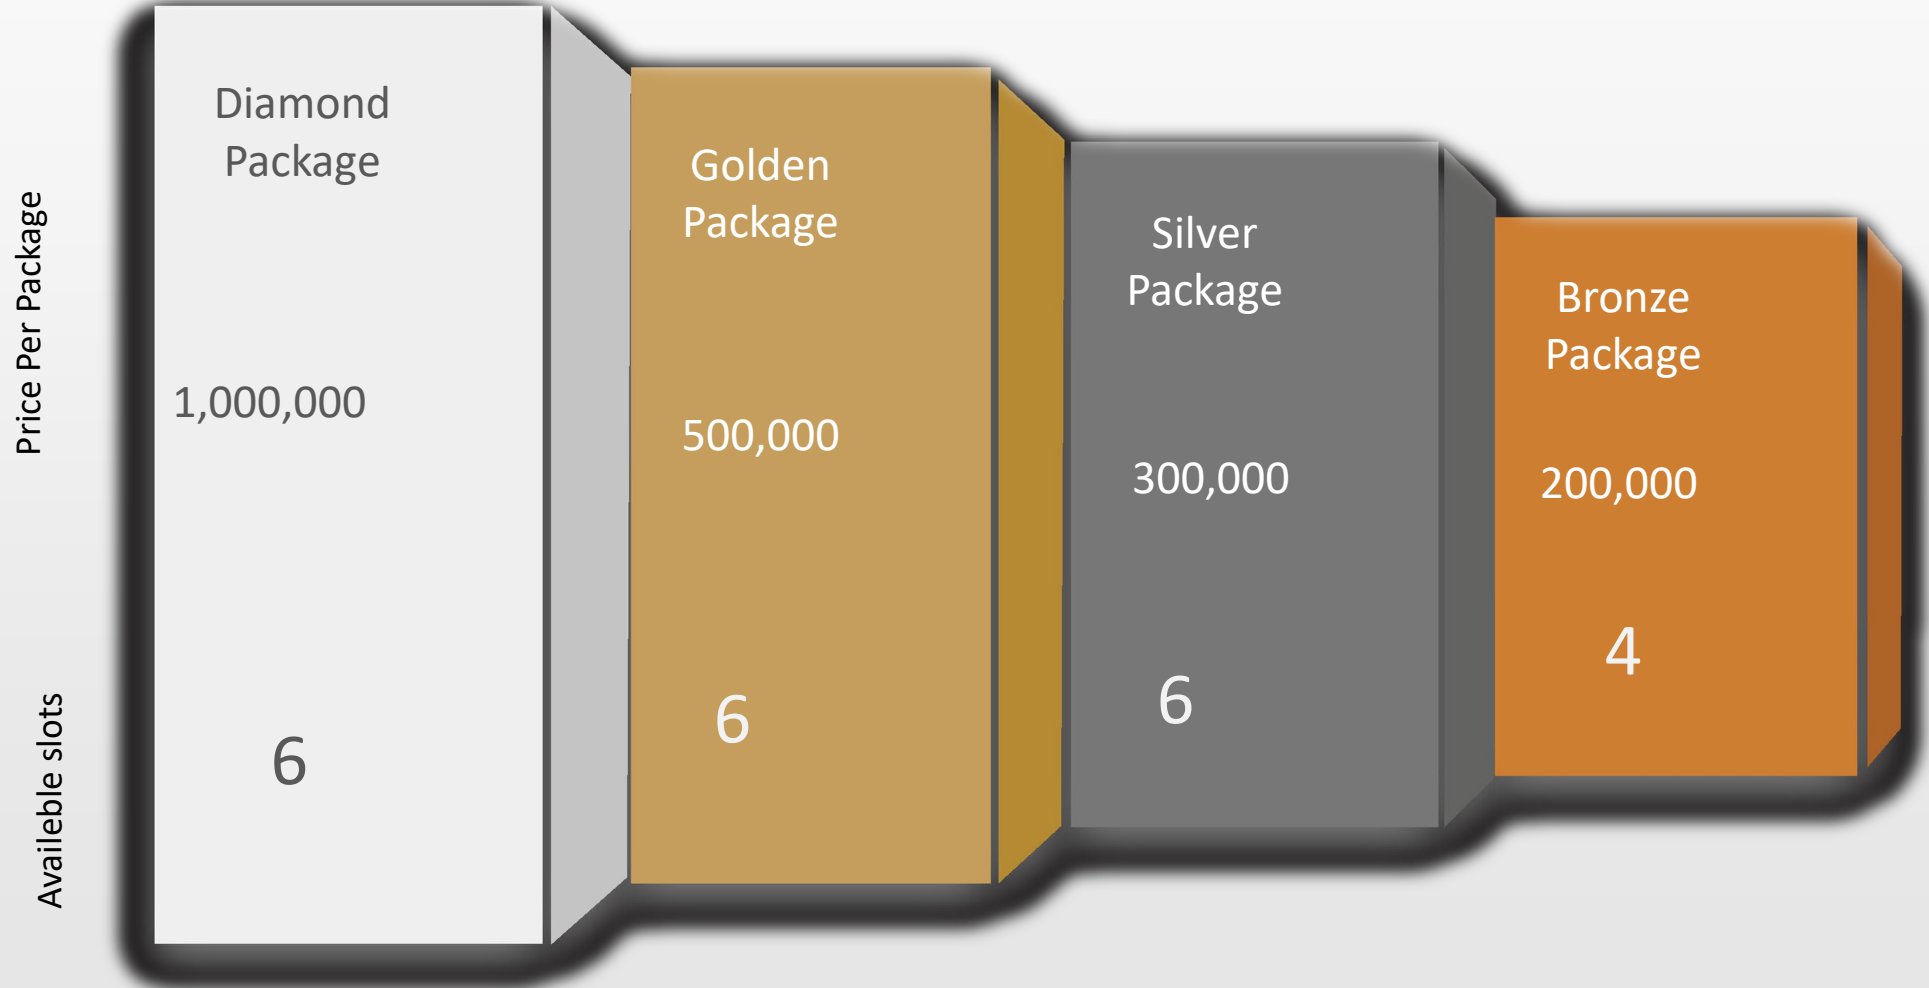 Price Per Package
Availeble slots
Diamond
Package
1,000,000
6
Golden
Package
500,000
6
Silver
Package
300,000
6
Bronze
Package
200,000
4